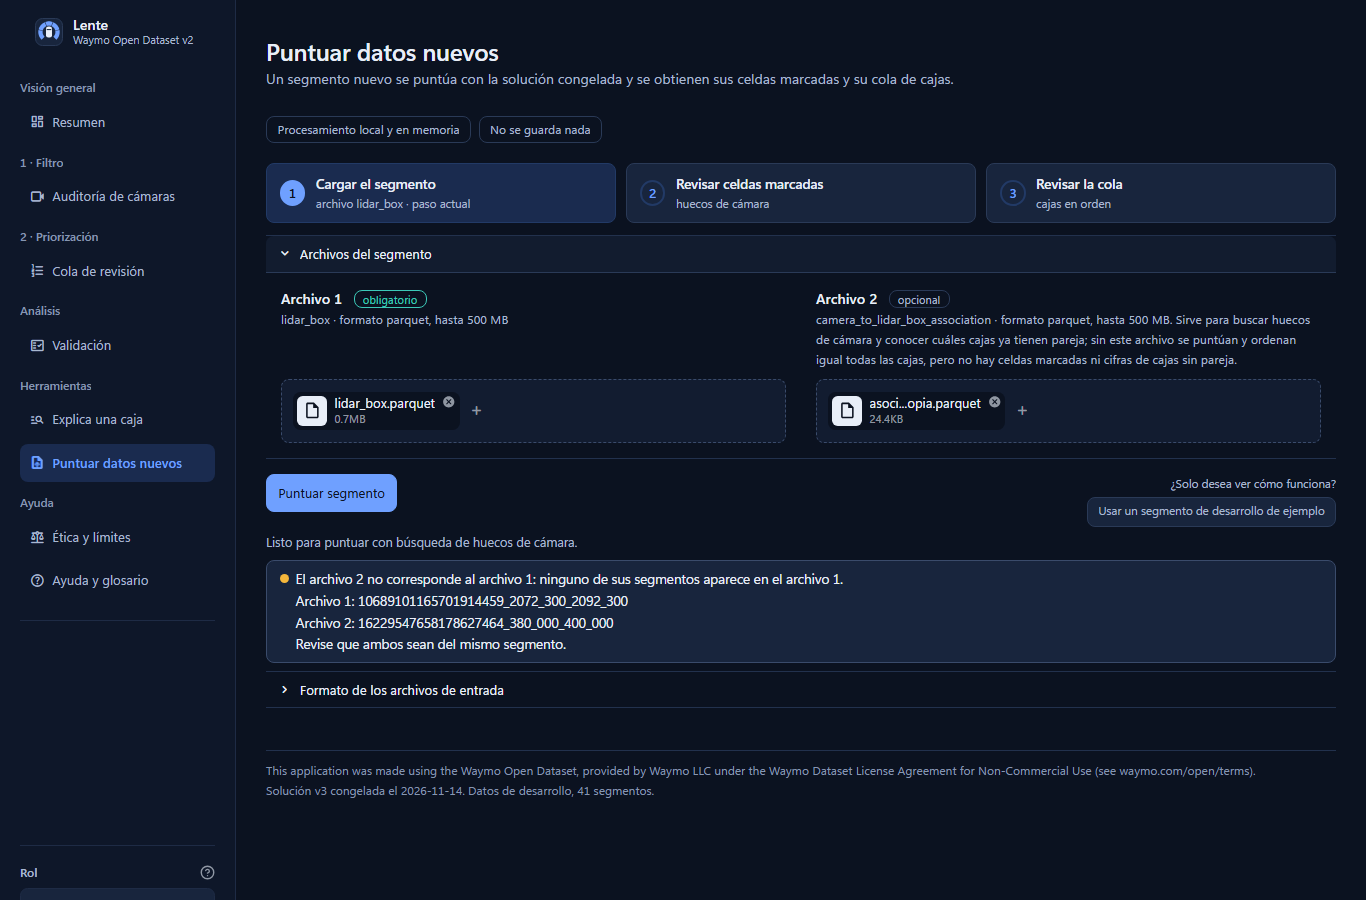 Lente
Waymo Open Dataset v2
Visión general
Resumen
1 · Filtro
Auditoría de cámaras
2 · Priorización
Cola de revisión
Análisis
Validación
Herramientas
Explica una caja
Puntuar datos nuevos
Ayuda
Ética y límites
Ayuda y glosario
Rol
Puntuar datos nuevos
Un segmento nuevo se puntúa con la solución congelada y se obtienen sus celdas marcadas y su cola de cajas.
Procesamiento local y en memoria
No se guarda nada
1
Cargar el segmento
archivo lidar_box · paso actual
2
Revisar celdas marcadas
huecos de cámara
3
Revisar la cola
cajas en orden
Archivos del segmento
Archivo 1 obligatorio
lidar_box · formato parquet, hasta 500 MB
lidar_box.parquet
0.7MB
Archivo 2 opcional
camera_to_lidar_box_association · formato parquet, hasta 500 MB. Sirve para buscar huecos
de cámara y conocer cuáles cajas ya tienen pareja; sin este archivo se puntúan y ordenan
igual todas las cajas, pero no hay celdas marcadas ni cifras de cajas sin pareja.
asoci...opia.parquet
24.4KB
Puntuar segmento
¿Solo desea ver cómo funciona?
Usar un segmento de desarrollo de ejemplo
Listo para puntuar con búsqueda de huecos de cámara.
El archivo 2 no corresponde al archivo 1: ninguno de sus segmentos aparece en el archivo 1.
Archivo 1: 10689101165701914459_2072_300_2092_300
Archivo 2: 16229547658178627464_380_000_400_000
Revise que ambos sean del mismo segmento.
Formato de los archivos de entrada
This application was made using the Waymo Open Dataset, provided by Waymo LLC under the Waymo Dataset License Agreement for Non-Commercial Use (see waymo.com/open/terms).
Solución v3 congelada el 2026-11-14. Datos de desarrollo, 41 segmentos.